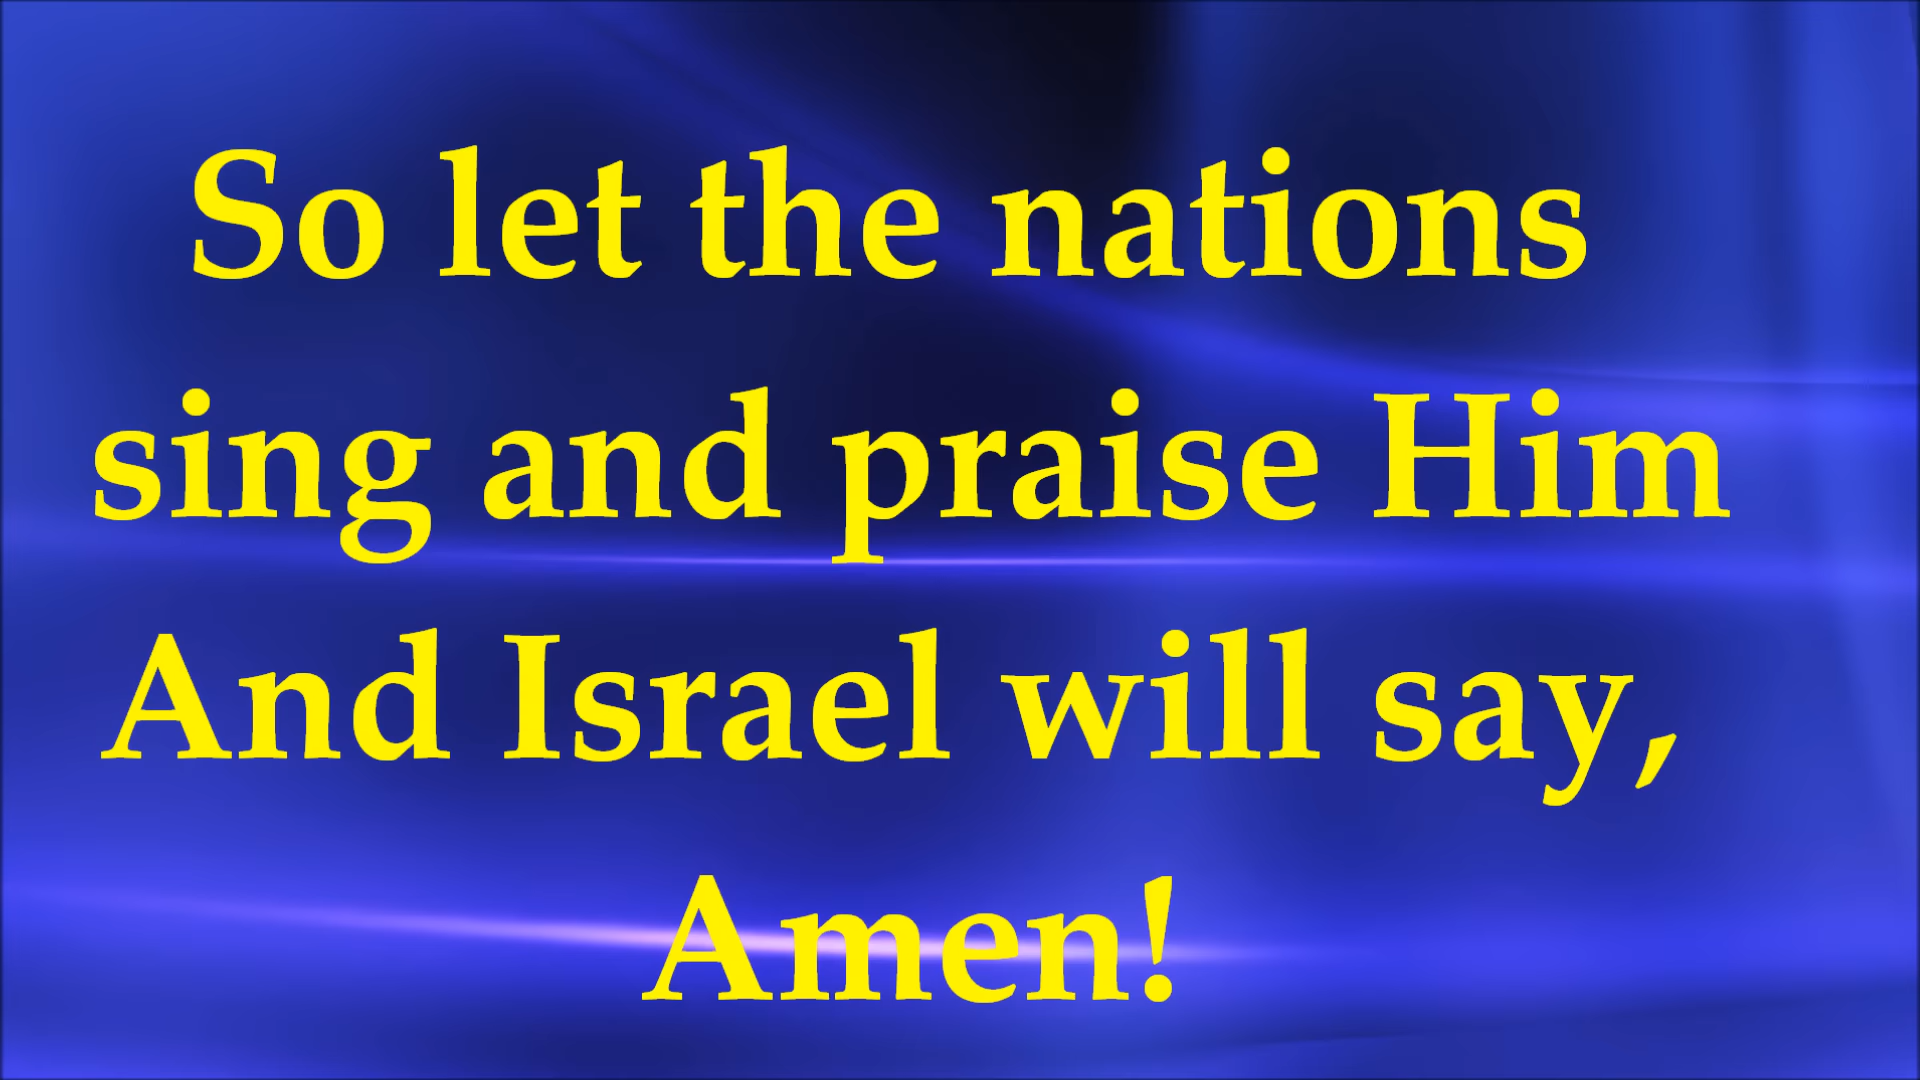 So let the nations
sing and praise Him
And Israel will say,
Amen!